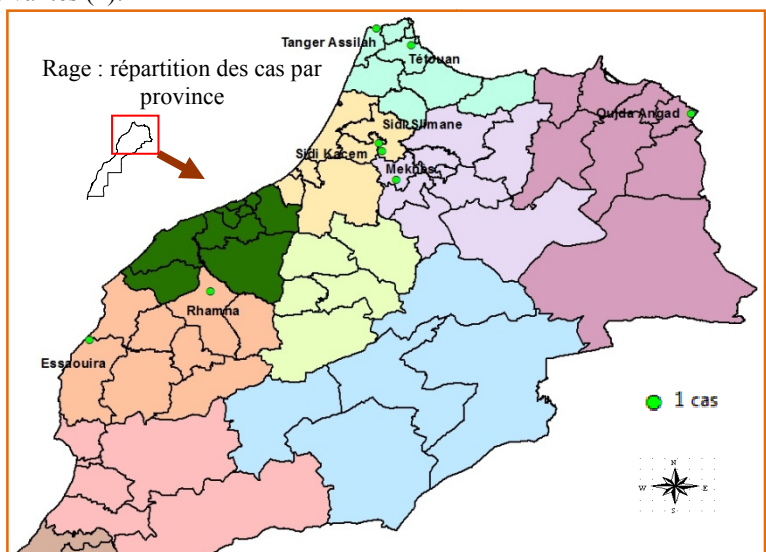 Tanger Assilah
Tétouan
Rage : répartition des cas par
province
Sidi Slimane
Oujda Angad
Sidi Kacem
Meknès
Rhamna
Essaouira
1 cas
N
W E
S